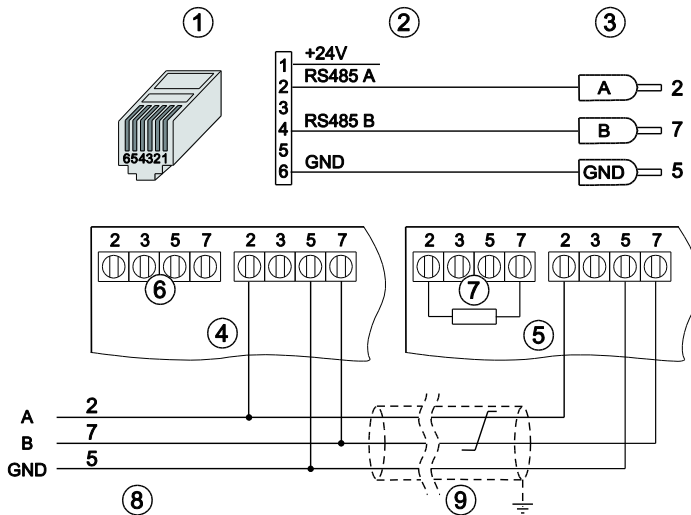 1 2 3
+24V
1
RS485 A
2 A 2
3
RS485 B
4 B 7
5
GND
6 GND 5
654321
2 3 5 7 2 3 5 7 2 3 5 7 2 3 5 7
6 7
4 5
A 2
B 7
GND 5
8 9